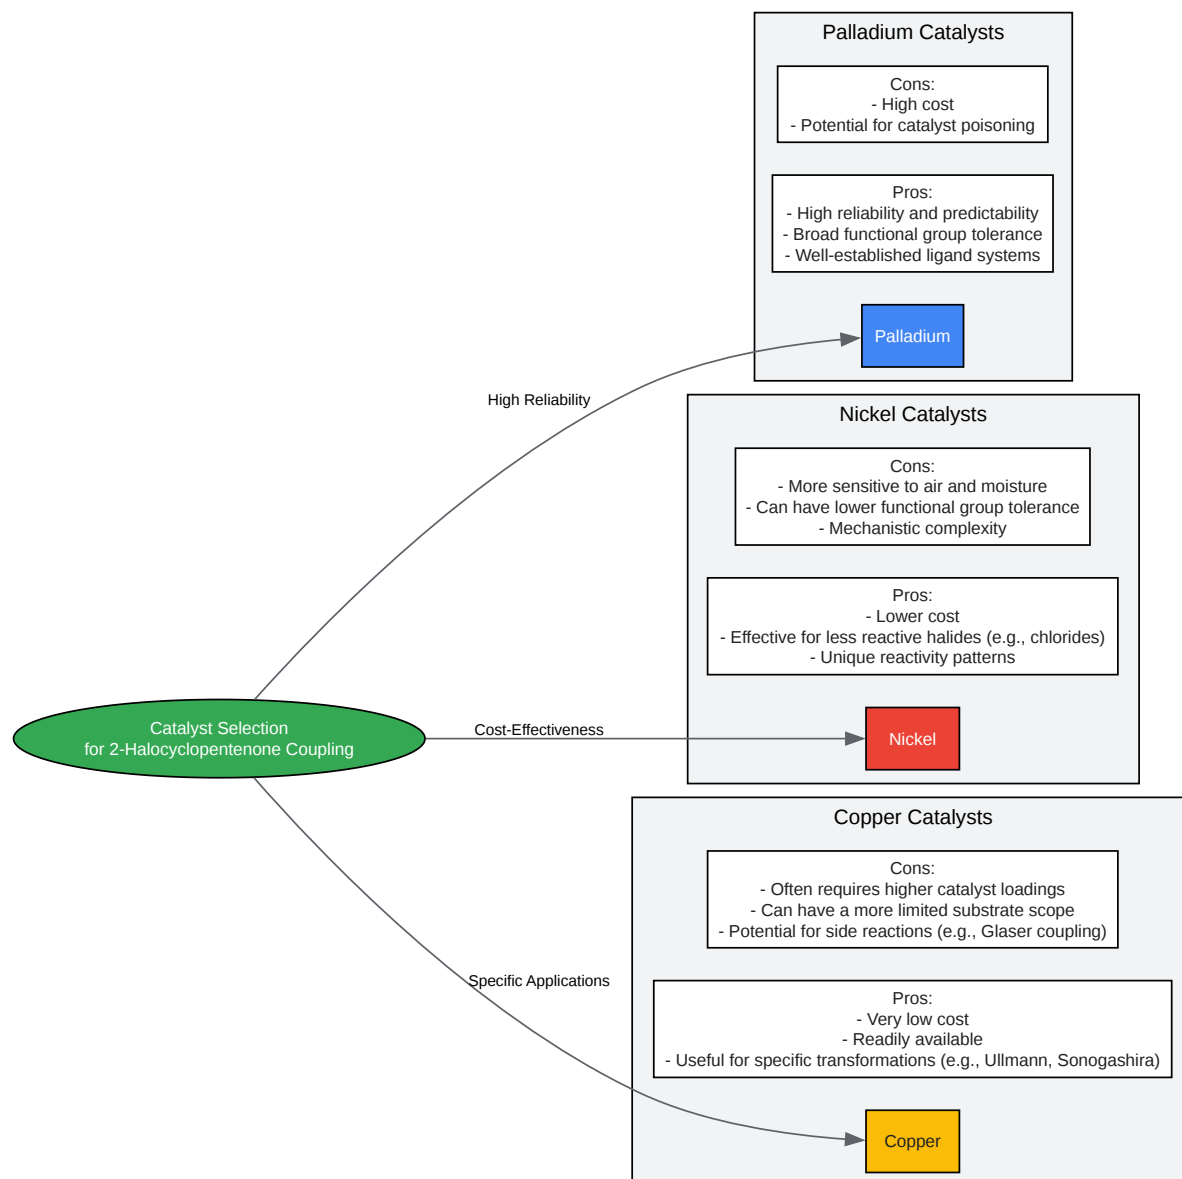 Palladium Catalysts
Cons:
- High cost
- Potential for catalyst poisoning
Pros:
- High reliability and predictability
- Broad functional group tolerance
- Well-established ligand systems
Palladium
High Reliability
Nickel Catalysts
Cons:
- More sensitive to air and moisture
- Can have lower functional group tolerance
- Mechanistic complexity
Pros:
- Lower cost
- Effective for less reactive halides (e.g., chlorides)
- Unique reactivity patterns
Catalyst Selection
for 2-Halocyclopentenone Coupling
Cost-Effectiveness
Nickel
Copper Catalysts
Cons:
- Often requires higher catalyst loadings
- Can have a more limited substrate scope
- Potential for side reactions (e.g., Glaser coupling)
Specific Applications
Pros:
- Very low cost
- Readily available
- Useful for specific transformations (e.g., Ullmann, Sonogashira)
Copper